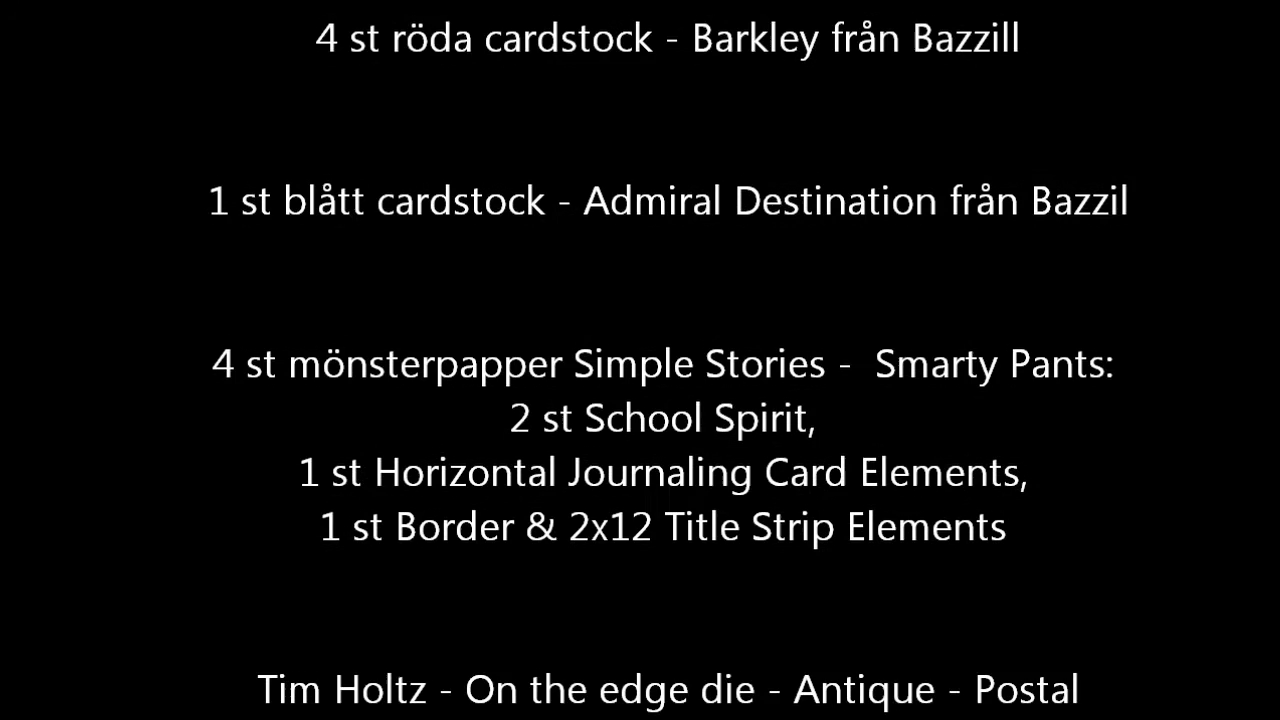 4 st röda cardstock - Barkley från Bazzill
1 st blått cardstock - Admiral Destination från Bazzil
4 st mönsterpapper Simple Stories -  Smarty Pants:
2 st School Spirit,
1 st Horizontal Journaling Card Elements,
1 st Border & 2x12 Title Strip Elements
Tim Holtz - On the edge die - Antique - Postal